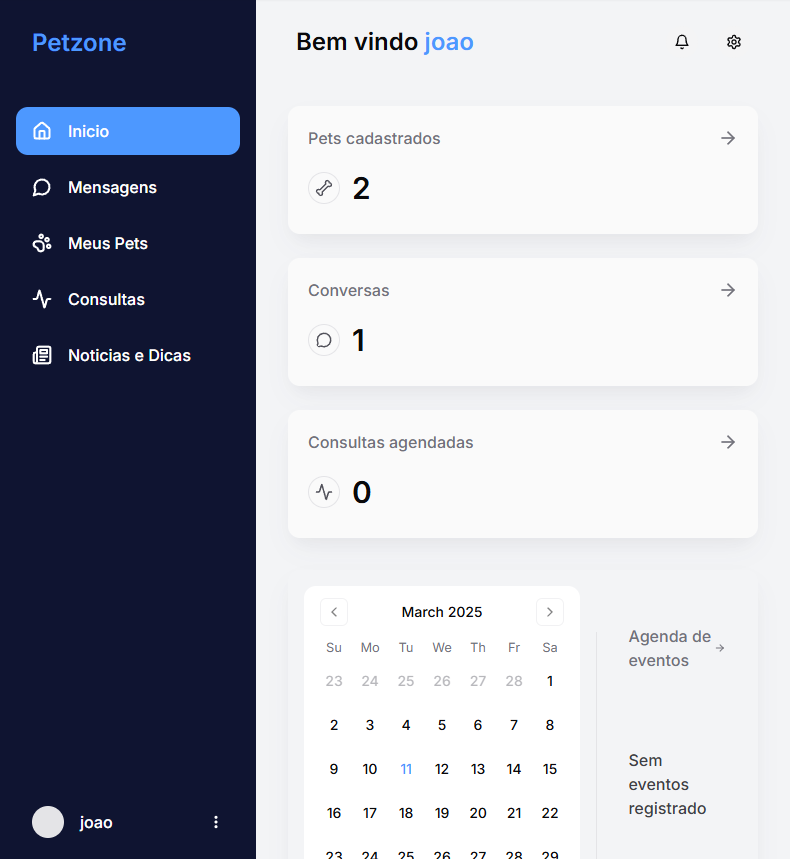 Petzone
Inicio
Mensagens
Meus Pets
Consultas
Noticias e Dicas
joao
Bem vindo joao
Pets cadastrados
2
Conversas
1
Consultas agendadas
0
March 2025
Su Mo Tu We Th Fr Sa
23 24 25 26 27 28 1
2 3 4 5 6 7 8
9 10 11 12 13 14 15
16 17 18 19 20 21 22
23 24 25 26 27 28 29
Agenda de
eventos
Sem
eventos
registrado